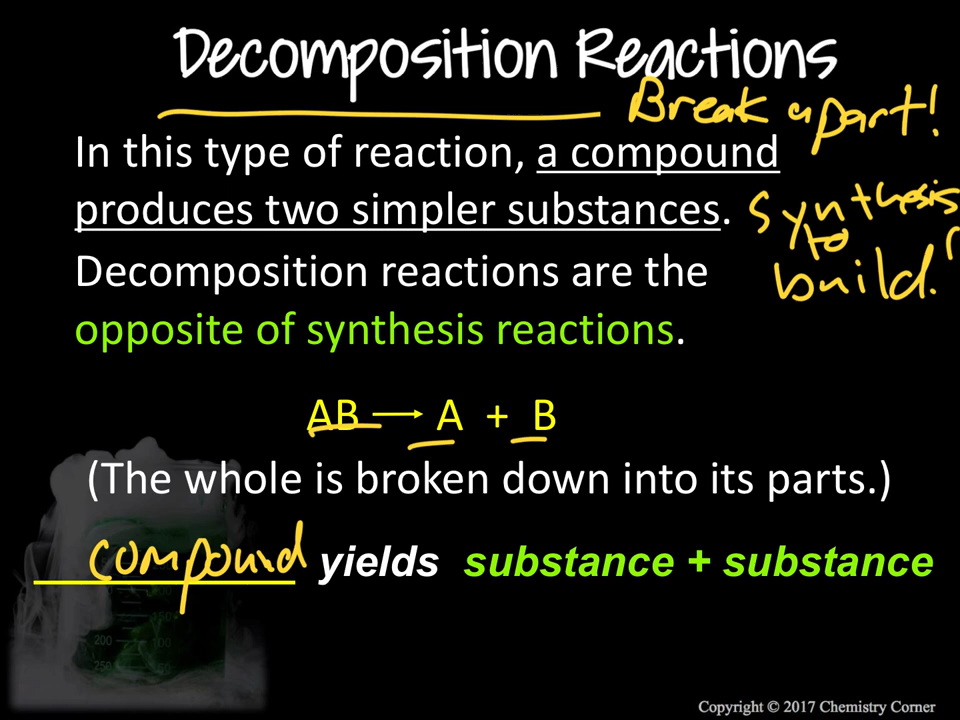 Decomposition Reactions
Break apart!
In this type of reaction, a compound
produces two simpler substances.
synthesis
to
build.
Decomposition reactions are the
opposite of synthesis reactions.
AB → A + B
(The whole is broken down into its parts.)
compound yields substance + substance
200
250
Copyright © 2017 Chemistry Corner